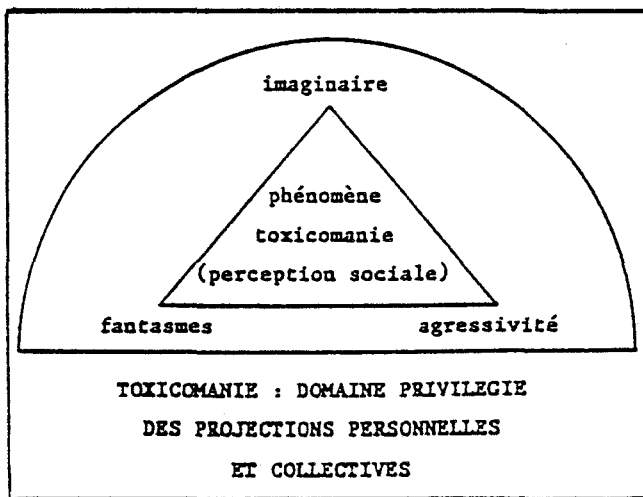 imaginaire
phénomène
toxicomanie
(perception sociale)
fantasmes agressivité
TOXICOMANIE : DOMAINE PRIVILEGIE
DES PROJECTIONS PERSONNELLES
ET COLLECTIVES